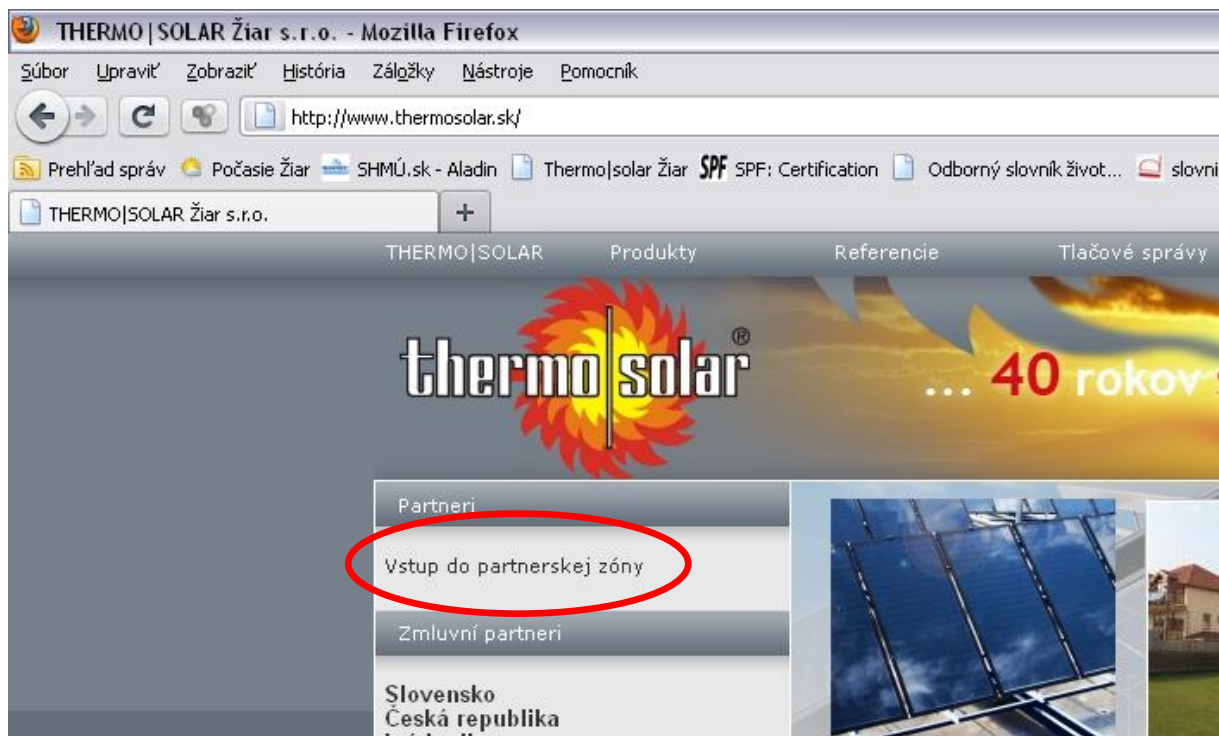 THERMO|SOLAR Žiar s.r.o. - Mozilla Firefox
Súbor Upraviť Zobraziť História Záložky Nástroje Pomocník
http://www.thermosolar.sk/
Prehľad správ Počasie Žiar SHMÚ.sk - Aladin Thermo|solar Žiar SPF SPF: Certification Odborný slovník život... slovni
THERMO|SOLAR Žiar s.r.o. +
THERMO|SOLAR Produkty Referencie Tlačové správy
thermo|solar®
... 40 rokov
Partneri
Vstup do partnerskej zóny
Zmluvní partneri
Slovensko
Česká republika